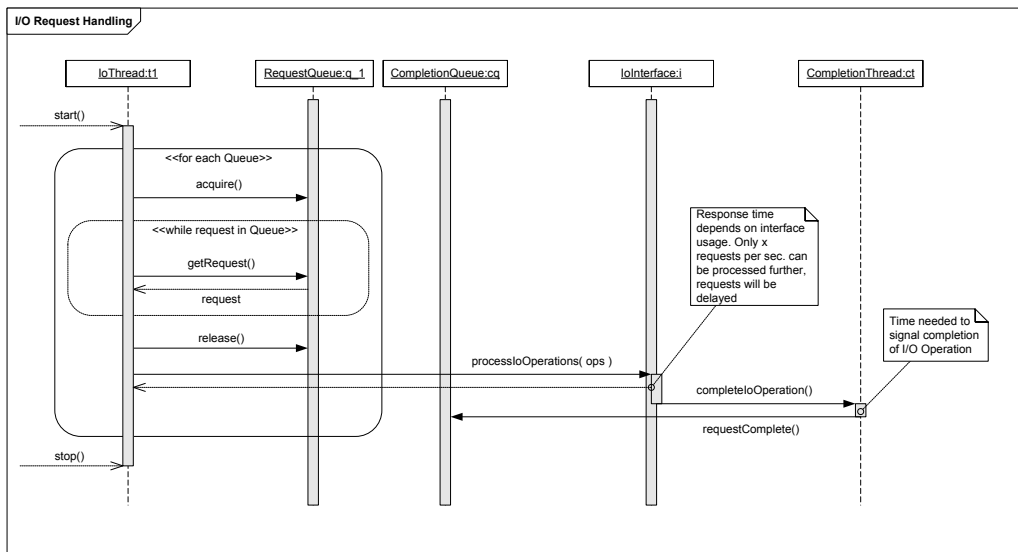 I/O Request Handling
IoThread:t1
RequestQueue:q_1
CompletionQueue:cq
IoInterface:i
CompletionThread:ct
start()
<<for each Queue>>
acquire()
<<while request in Queue>>
getRequest()
request
release()
Response time
depends on interface
usage. Only x
requests per sec. can
be processed further,
requests will be
delayed
Time needed to
signal completion
of I/O Operation
processIoOperations( ops )
completeIoOperation()
requestComplete()
stop()